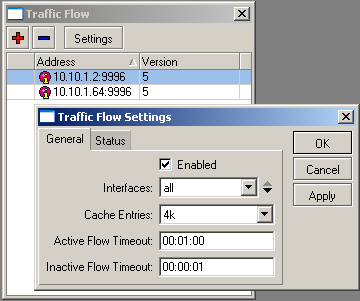 Traffic Flow
Settings
Address Version
10.10.1.2:9996 5
10.10.1.64:9996 5
Traffic Flow Settings
General Status
Enabled
Interfaces: all
Cache Entries: 4k
Active Flow Timeout: 00:01:00
Inactive Flow Timeout: 00:00:01
OK
Cancel
Apply